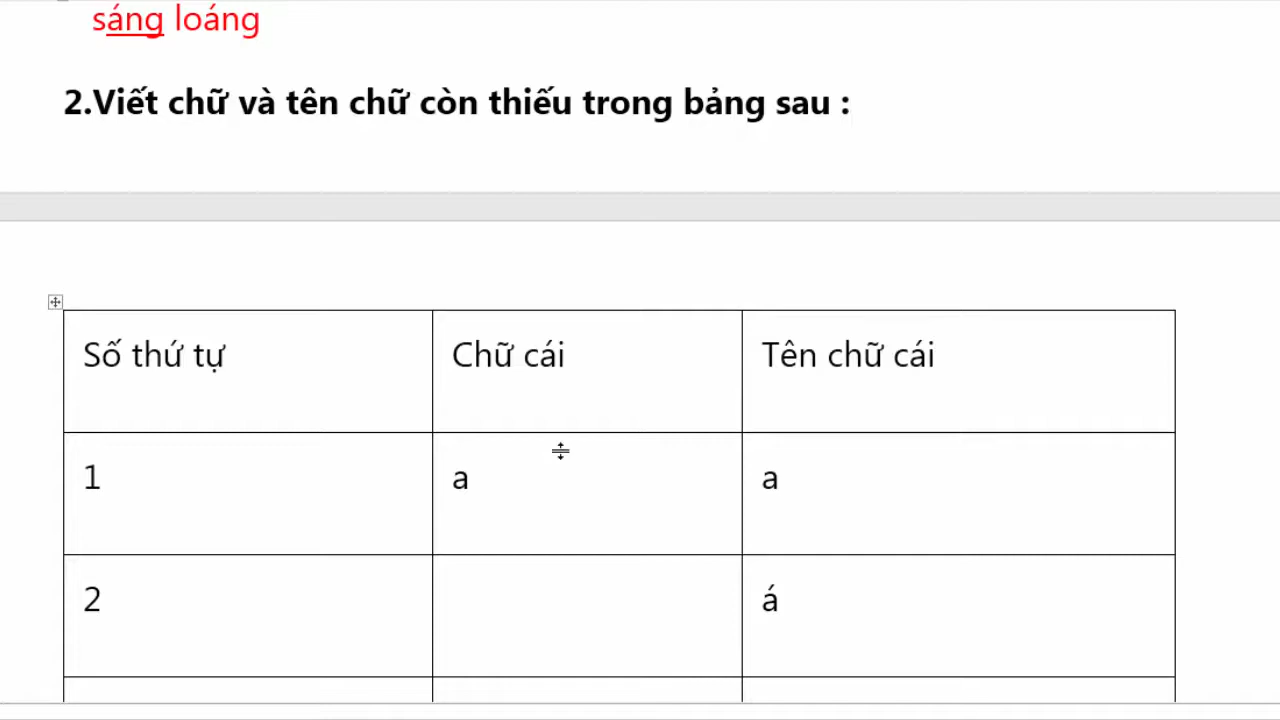 sáng loáng
2.Viết chữ và tên chữ còn thiếu trong bảng sau :
Số thứ tự Chữ cái Tên chữ cái
1 a a
2 á